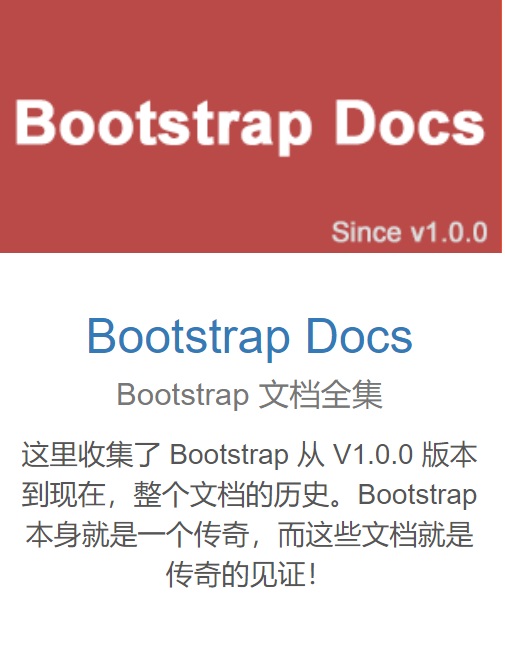 Bootstrap Docs
Since v1.0.0
Bootstrap Docs
Bootstrap 文档全集
这里收集了 Bootstrap 从 V1.0.0 版本
到现在，整个文档的历史。Bootstrap
本身就是一个传奇，而这些文档就是
传奇的见证！